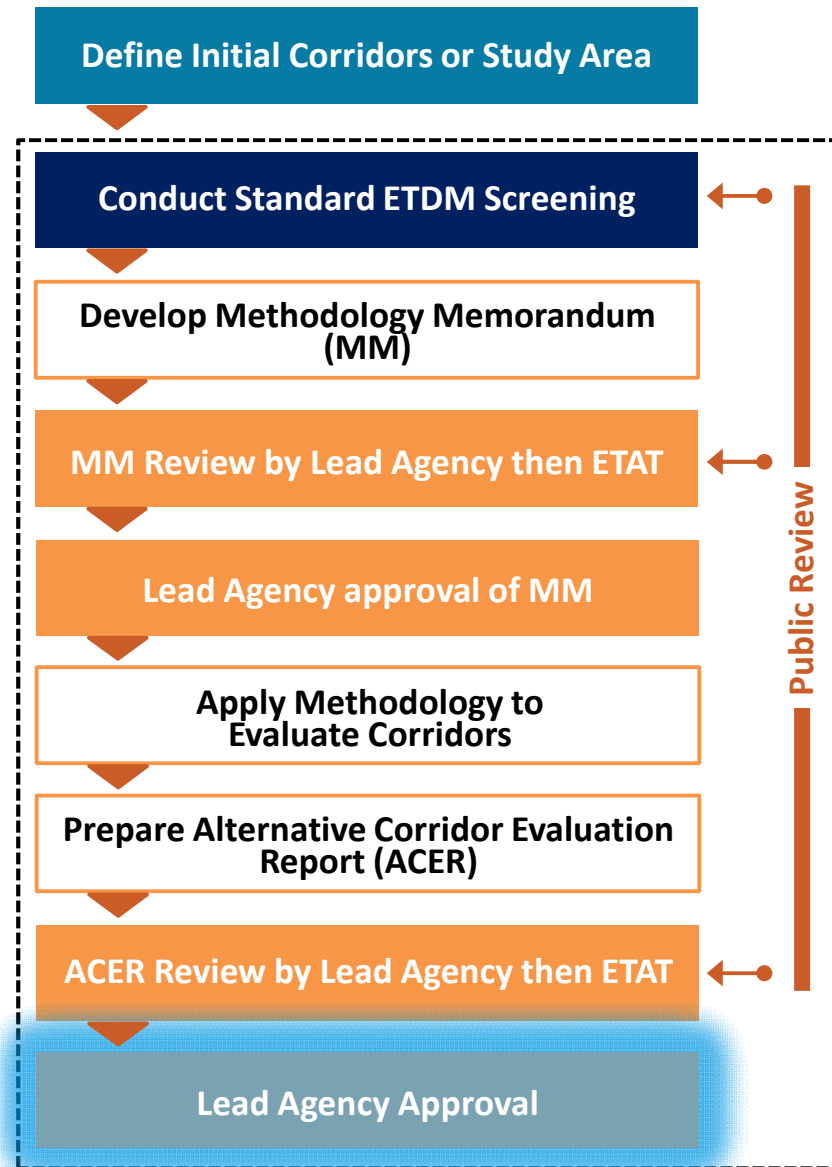 Define Initial Corridors or Study Area
Conduct Standard ETDM Screening
Develop Methodology Memorandum
(MM)
MM Review by Lead Agency then ETAT
Lead Agency approval of MM
Apply Methodology to
Evaluate Corridors
Prepare Alternative Corridor Evaluation
Report (ACER)
ACER Review by Lead Agency then ETAT
Lead Agency Approval
Public Review